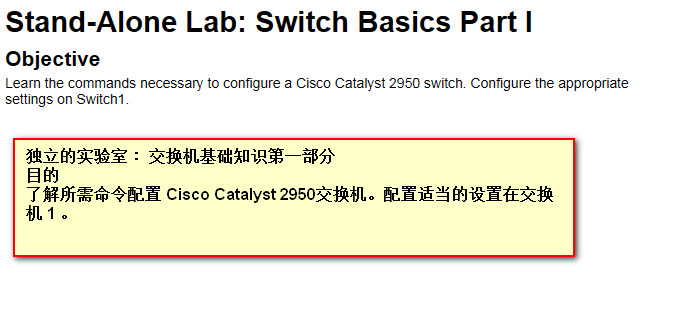 Stand-Alone Lab: Switch Basics Part I
Objective
Learn the commands necessary to configure a Cisco Catalyst 2950 switch. Configure the appropriate
settings on Switch1.
独立的实验室： 交换机基础知识第一部分
目的
了解所需命令配置 Cisco Catalyst 2950交换机。配置适当的设置在交换
机 1 。